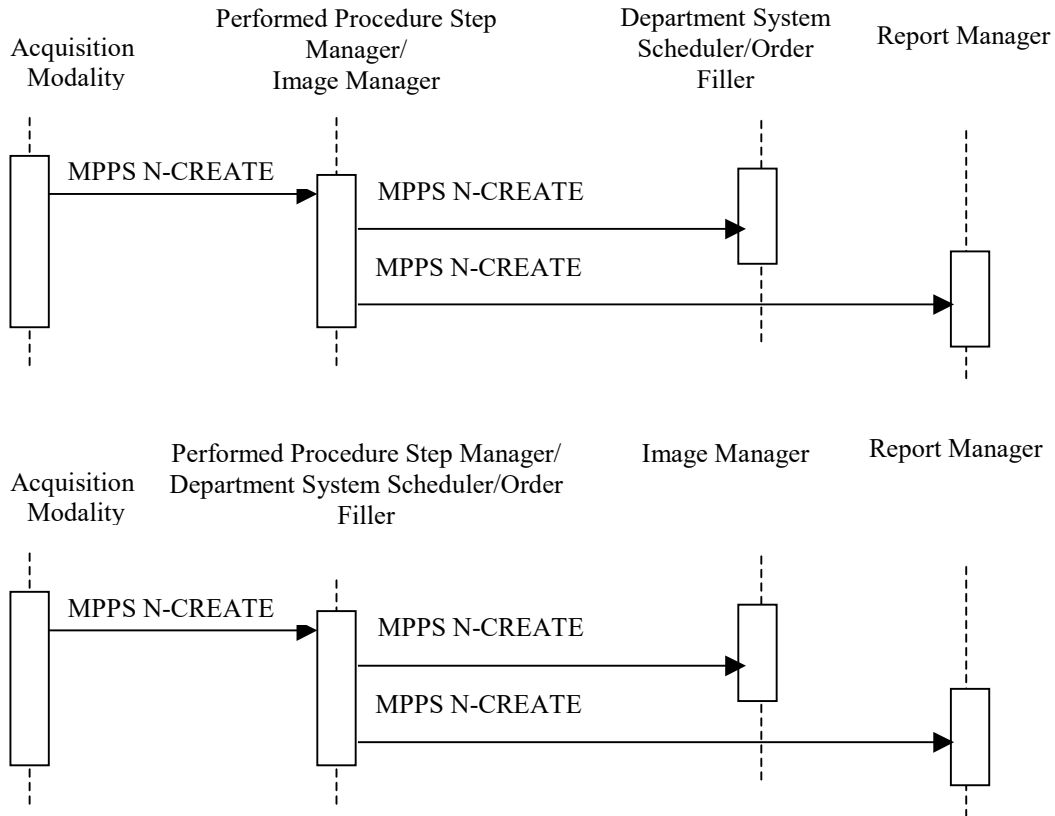 Acquisition
Modality
Performed Procedure Step
Manager/
Image Manager
Department System
Scheduler/Order
Filler
Report Manager
MPPS N-CREATE
MPPS N-CREATE
MPPS N-CREATE
Acquisition
Modality
Performed Procedure Step Manager/
Department System Scheduler/Order
Filler
Image Manager
Report Manager
MPPS N-CREATE
MPPS N-CREATE
MPPS N-CREATE